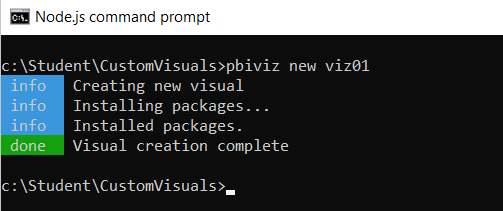 Node.js command prompt
c:\Student\CustomVisuals>pbiviz new viz01
info Creating new visual
info Installing packages...
info Installed packages.
done Visual creation complete
c:\Student\CustomVisuals>